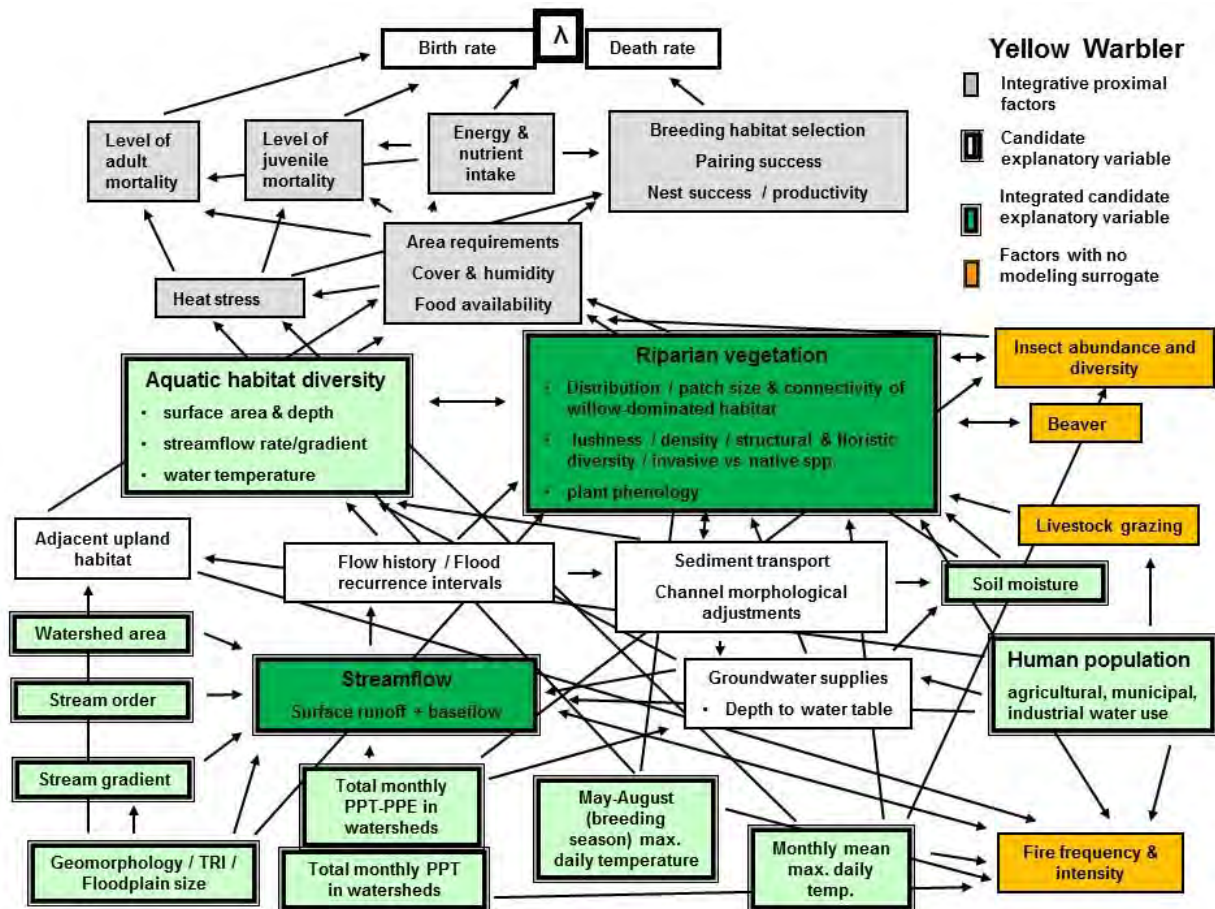 λ
Birth rate
Death rate
Yellow Warbler
Integrative proximal
factors
Candidate
explanatory variable
Integrated candidate
explanatory variable
Factors with no
modeling surrogate
Level of
adult
mortality
Level of
juvenile
mortality
Energy &
nutrient
intake
Breeding habitat selection
Pairing success
Nest success / productivity
Area requirements
Cover & humidity
Food availability
Heat stress
Aquatic habitat diversity
• surface area & depth
• streamflow rate/gradient
• water temperature
Riparian vegetation
• Distribution / patch size & connectivity of
willow-dominated habitat
• lushness / density / structural & floristic
diversity / invasive vs native spp
• plant phenology
Insect abundance and
diversity
Beaver
Livestock grazing
Adjacent upland
habitat
Flow history / Flood
recurrence intervals
Sediment transport
Channel morphological
adjustments
Soil moisture
Watershed area
Stream order
Stream gradient
Streamflow
Surface runoff + baseflow
Groundwater supplies
• Depth to water table
Human population
agricultural, municipal,
industrial water use
Geomorphology / TRI /
Floodplain size
Total monthly
PPT-PPE in
watersheds
Total monthly PPT
in watersheds
May-August
(breeding
season) max.
daily temperature
Monthly mean
max. daily
temp.
Fire frequency &
intensity